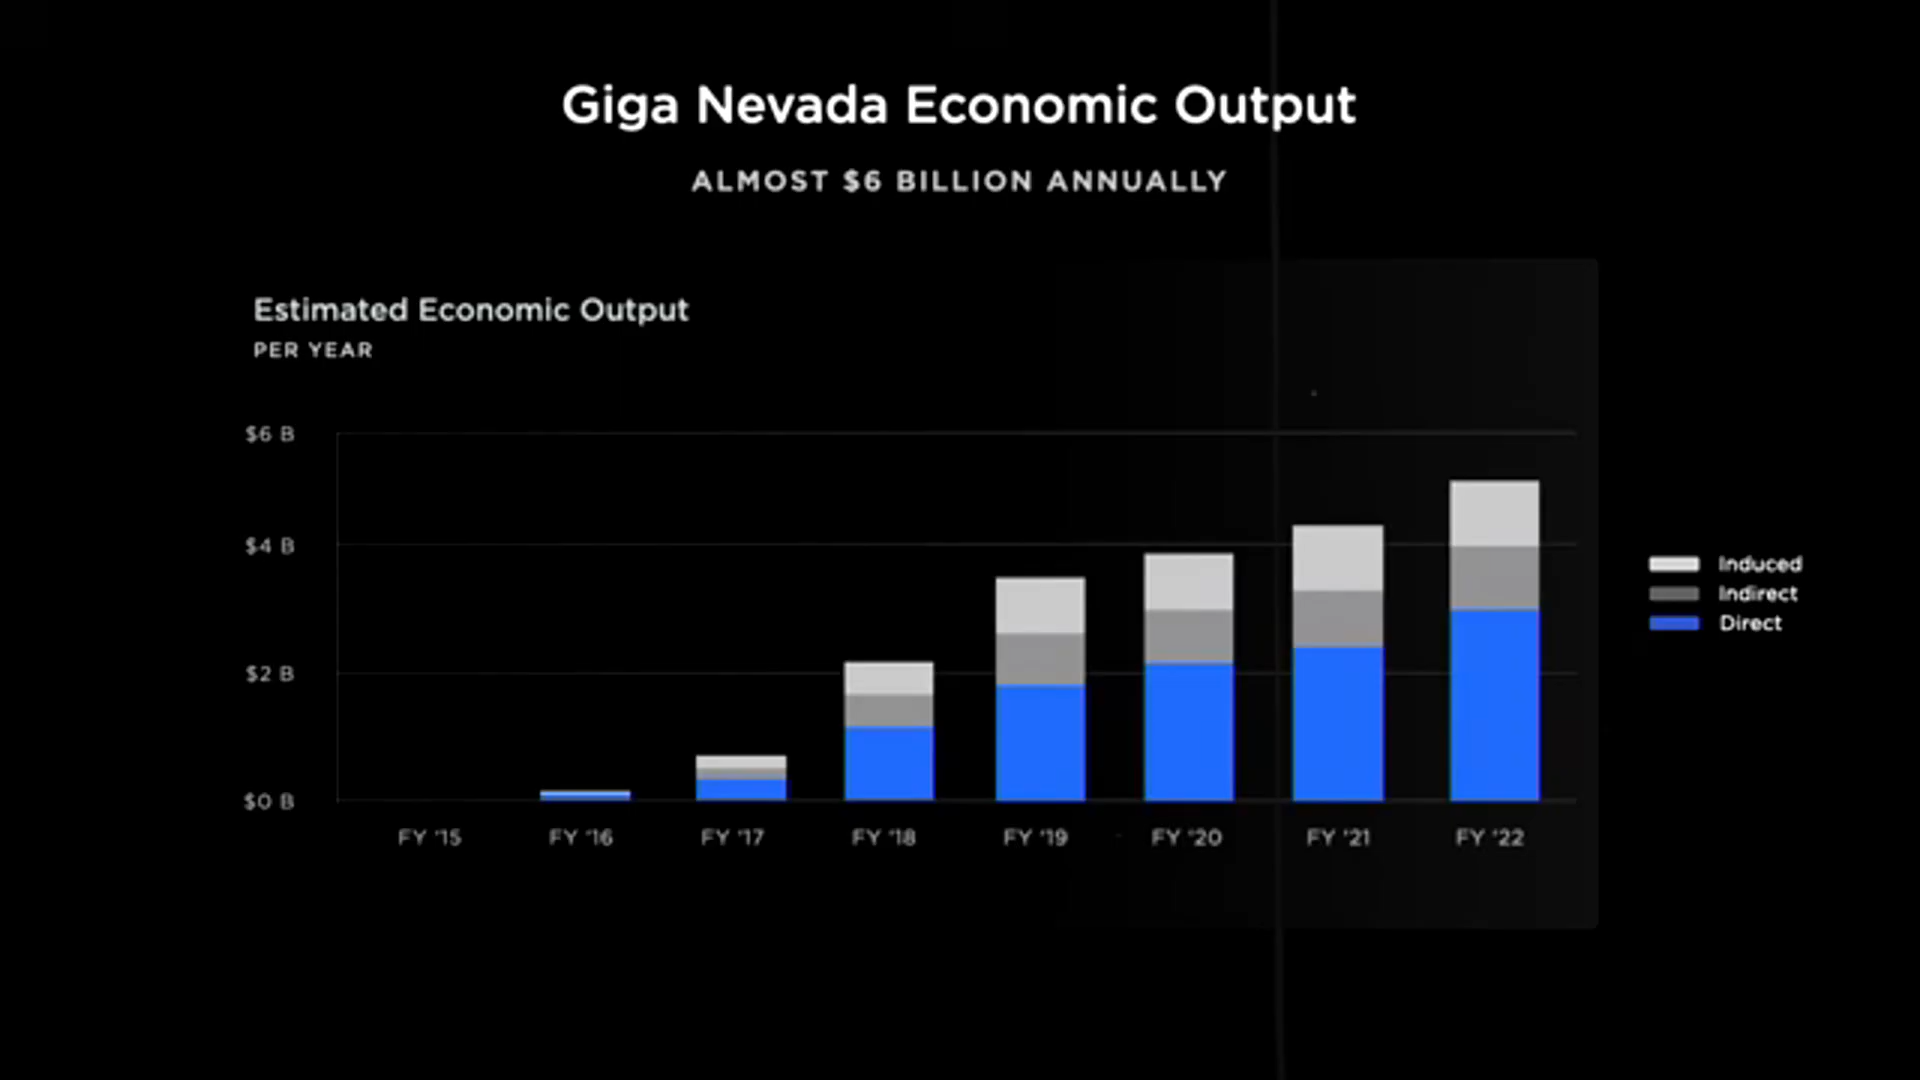 Giga Nevada Economic Output
ALMOST $6 BILLION ANNUALLY
Estimated Economic Output
PER YEAR
$6 B
$4 B
$2 B
$0 B
FY '15 FY '16 FY '17 FY '18 FY '19 FY '20 FY '21 FY '22
Induced
Indirect
Direct